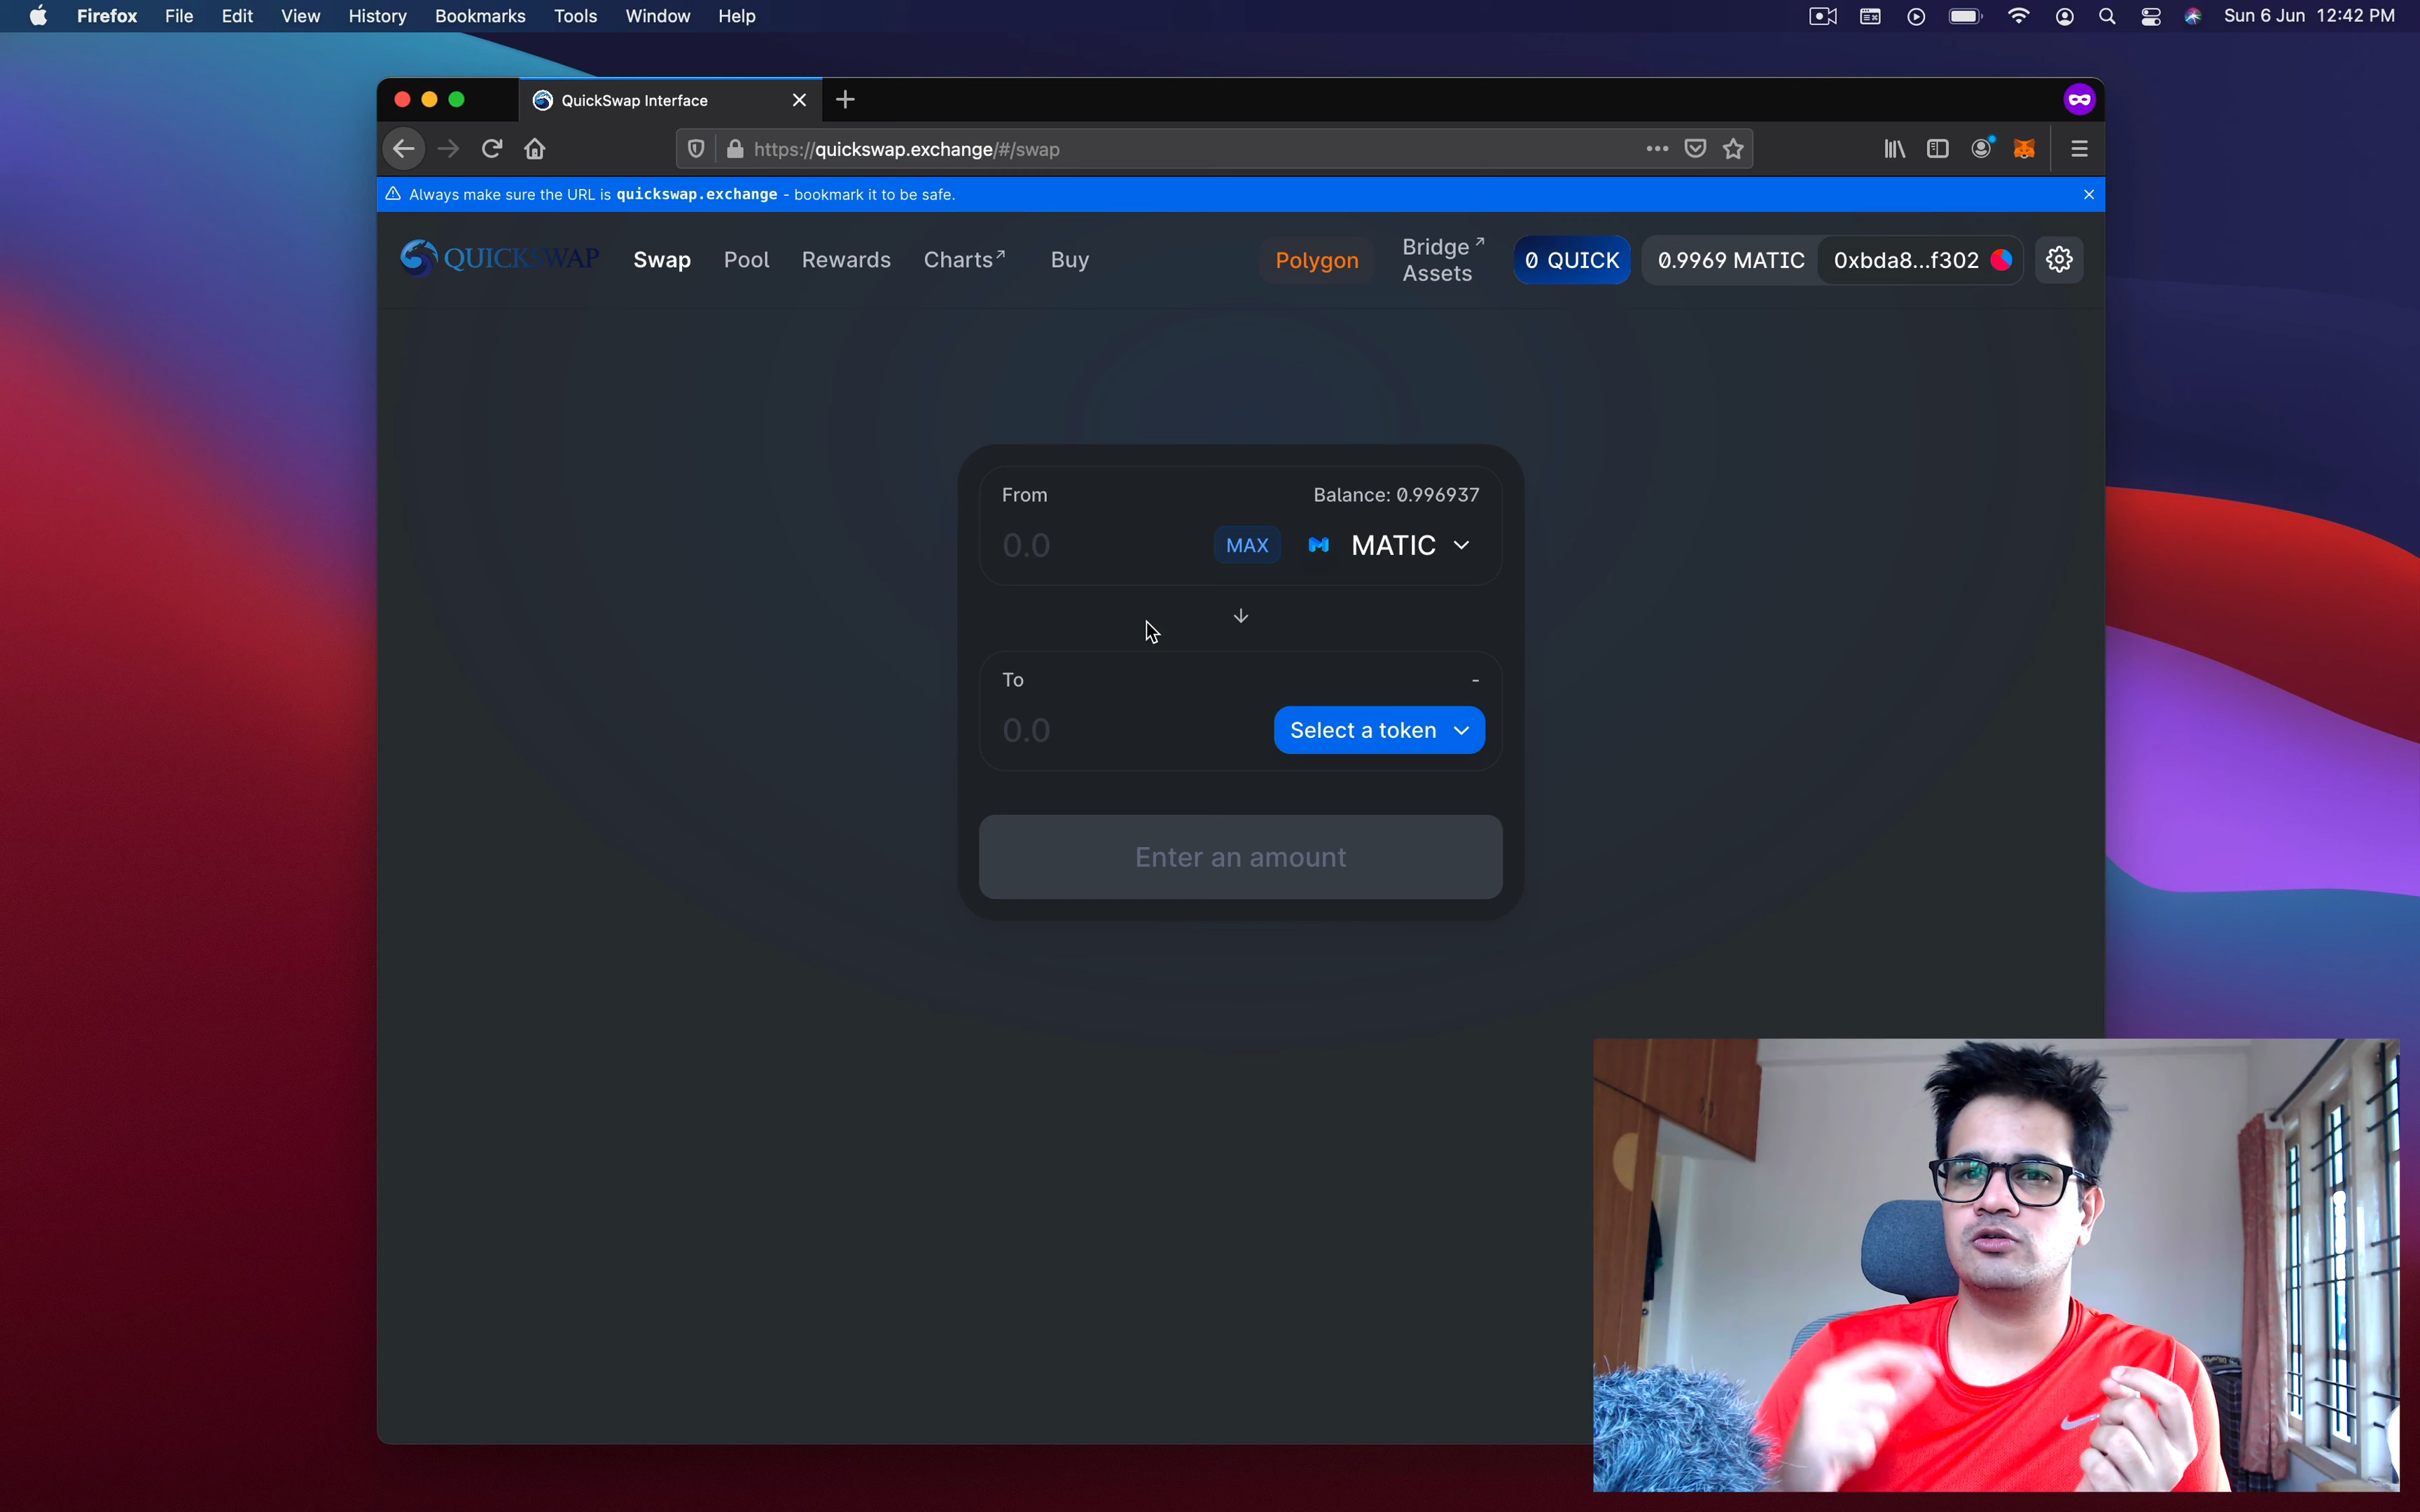 Firefox File Edit View History Bookmarks Tools Window Help Sun 6 Jun 12:42 PM
QuickSwap Interface
https://quickswap.exchange/#/swap
Always make sure the URL is quickswap.exchange - bookmark it to be safe.
QUICKSWAP Swap Pool Rewards Charts↗ Buy Polygon Bridge↗ Assets 0 QUICK 0.9969 MATIC 0xbda8...f302
From Balance: 0.996937
0.0 MAX MATIC
To -
0.0 Select a token
Enter an amount